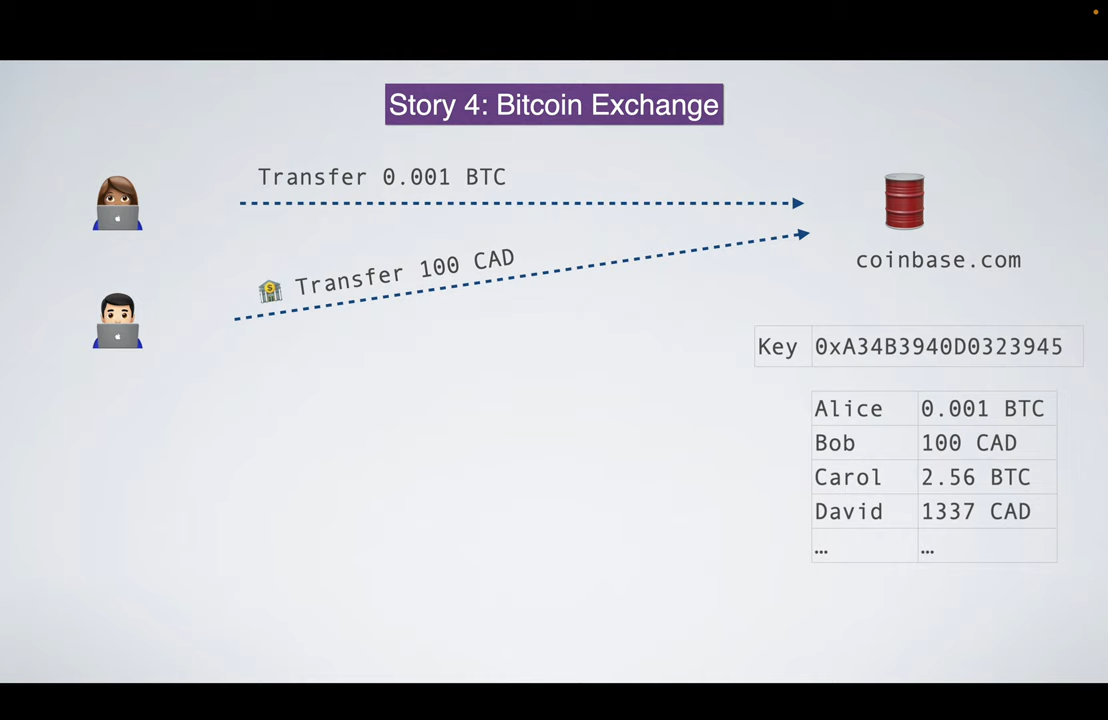 Story 4: Bitcoin Exchange
Transfer 0.001 BTC
Transfer 100 CAD
coinbase.com
Key 0xA34B3940D0323945
Alice 0.001 BTC
Bob 100 CAD
Carol 2.56 BTC
David 1337 CAD
… …